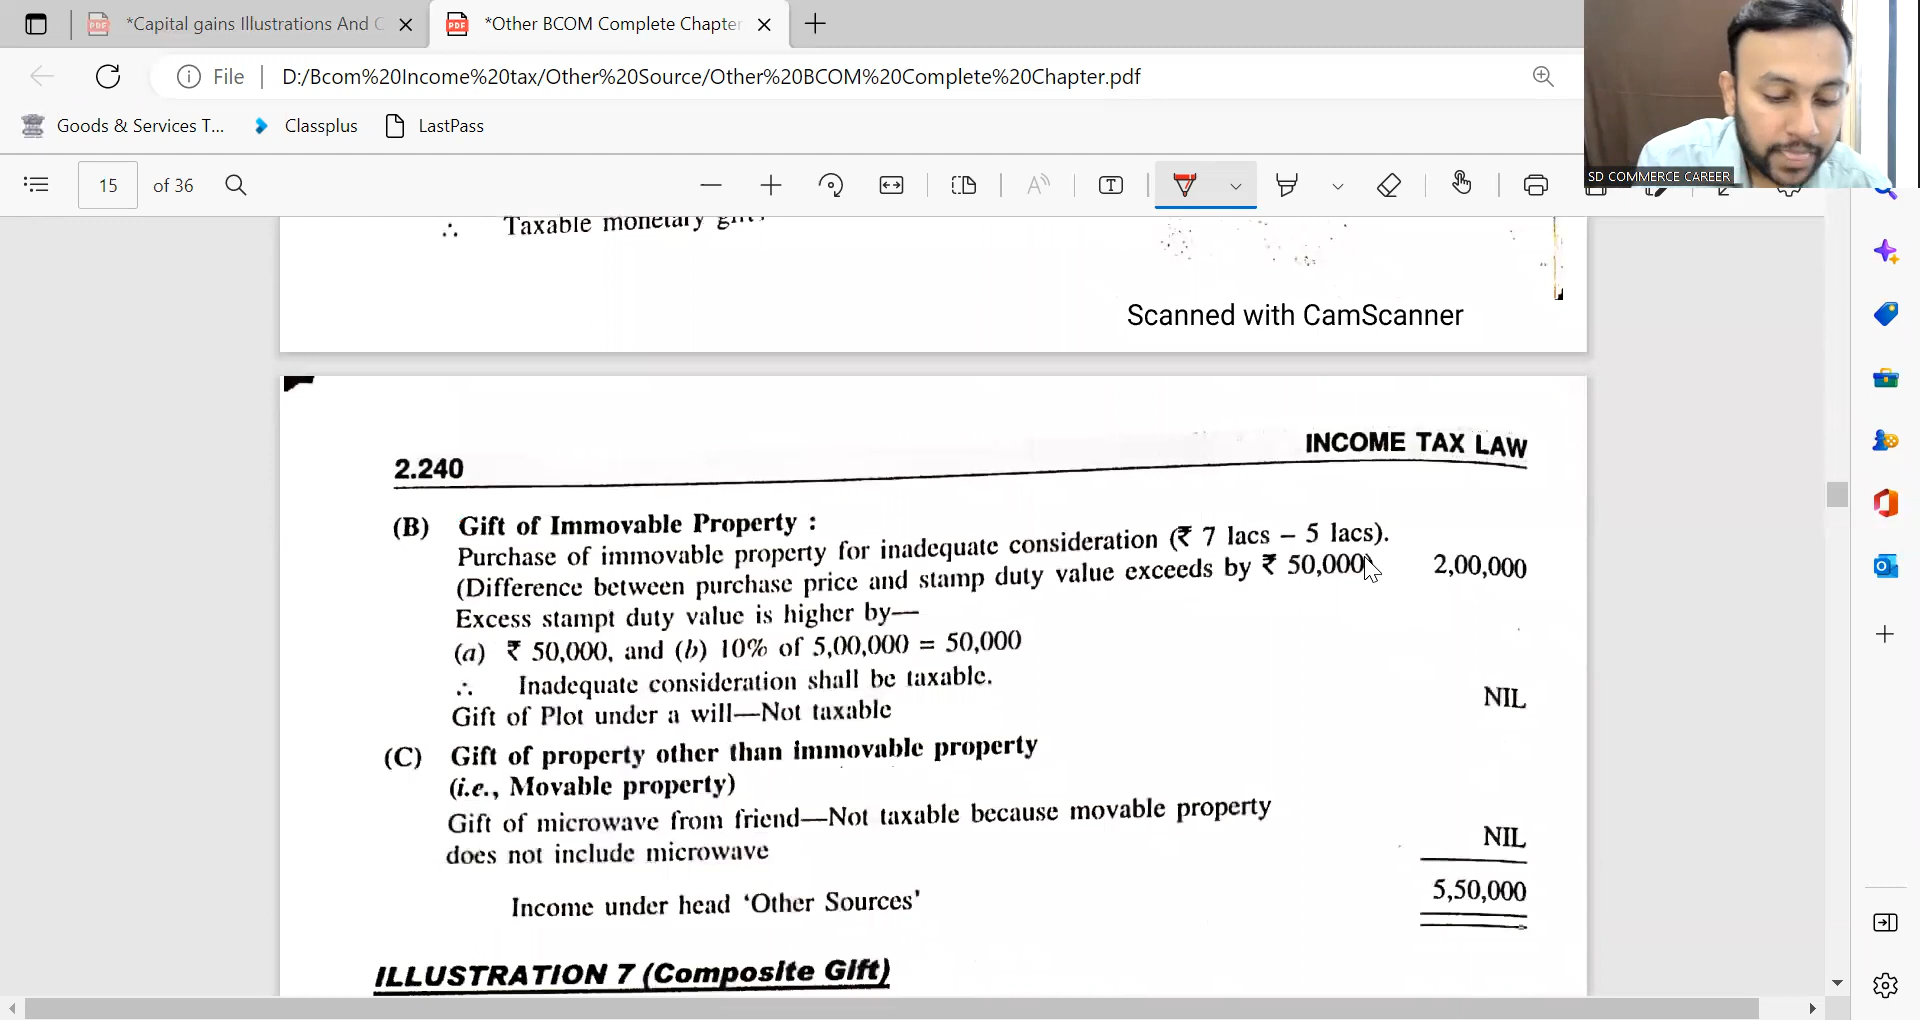 *Capital gains Illustrations And C
*Other BCOM Complete Chapter
File
D:/Bcom%20Income%20tax/Other%20Source/Other%20BCOM%20Complete%20Chapter.pdf
Goods & Services T...
Classplus
LastPass
15 of 36
SD COMMERCE CAREER
∴ Taxable monetary
Scanned with CamScanner
2.240
INCOME TAX LAW
(B) Gift of Immovable Property :
Purchase of immovable property for inadequate consideration (₹ 7 lacs – 5 lacs).
(Difference between purchase price and stamp duty value exceeds by ₹ 50,000) 2,00,000
Excess stampt duty value is higher by—
(a) ₹ 50,000, and (b) 10% of 5,00,000 = 50,000
∴ Inadequate consideration shall be taxable.
Gift of Plot under a will—Not taxable NIL
(C) Gift of property other than immovable property
(i.e., Movable property)
Gift of microwave from friend—Not taxable because movable property
does not include microwave NIL
Income under head ‘Other Sources’ 5,50,000
ILLUSTRATION 7 (Composite Gift)